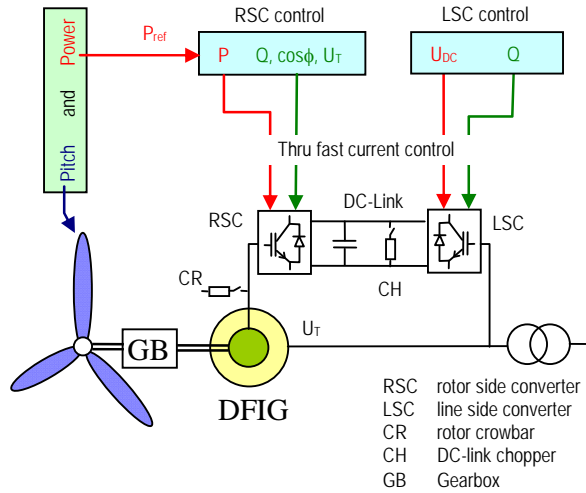 RSC control
LSC control
Pref
P Q, cosϕ, UT
UDC Q
Pitch and Power
Thru fast current control
DC-Link
RSC
LSC
CR
CH
UT
GB
DFIG
RSC rotor side converter
LSC line side converter
CR rotor crowbar
CH DC-link chopper
GB Gearbox